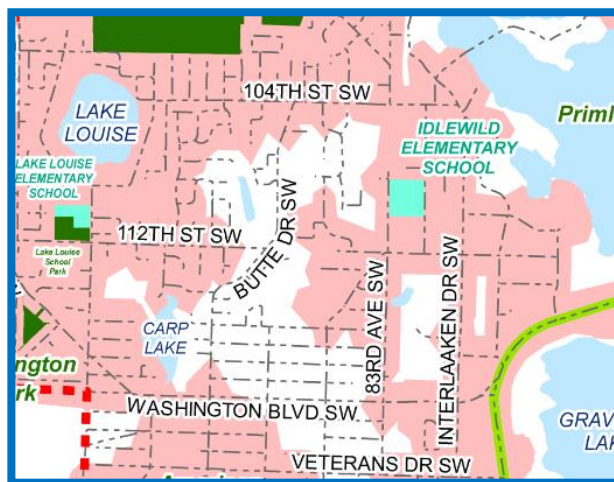 104TH ST SW
LAKE
LOUISE
IDLEWILD
ELEMENTARY
SCHOOL
Priml
LAKE LOUISE
ELEMENTARY
SCHOOL
112TH ST SW
Lake Louise
School
Park
BUTTE DR SW
83RD AVE SW
INTERLAAKEN DR SW
CARP
LAKE
ngton
rk
WASHINGTON BLVD SW
GRAV
LA
VETERANS DR SW